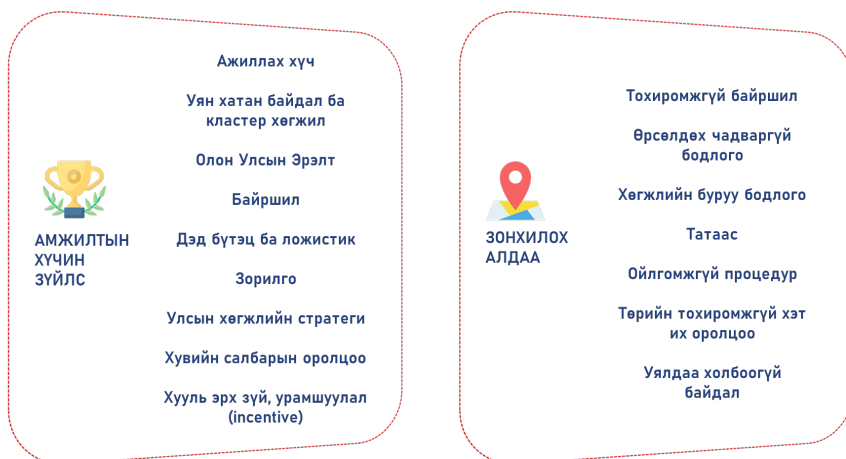 АМЖИЛТЫН
ХҮЧИН
ЗҮЙЛС
Ажиллах хүч
Уян хатан байдал ба
кластер хөгжил
Олон Улсын Эрэлт
Байршил
Дэд бүтэц ба ложистик
Зорилго
Улсын хөгжлийн стратеги
Хувийн салбарын оролцоо
Хууль эрх зүй, урамшуулал
(incentive)
ЗОНХИЛОХ
АЛДАА
Тохиромжгүй байршил
Өрсөлдөх чадваргүй
бодлого
Хөгжлийн буруу бодлого
Татаас
Ойлгомжгүй процедур
Төрийн тохиромжгүй хэт
их оролцоо
Уялдаа холбоогүй
байдал